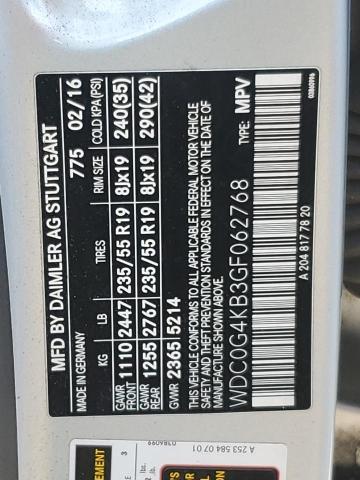 MFD BY DAIMLER AG STUTTGART
MADE IN GERMANY 775 02/16
KG LB TIRES RIM SIZE COLD KPA(PSI)
GAWR FRONT 1110 2447 235/55 R19 8Jx19 240(35)
GAWR REAR 1255 2767 235/55 R19 8Jx19 290(42)
GVWR 2365 5214
THIS VEHICLE CONFORMS TO ALL APPLICABLE FEDERAL MOTOR VEHICLE
SAFETY AND THEFT PREVENTION STANDARDS IN EFFECT ON THE DATE OF
MANUFACTURE SHOWN ABOVE.
WDC0G4KB3GF062768 TYPE: MPV
A 204 817 78 20
A 253 584 07 01
3